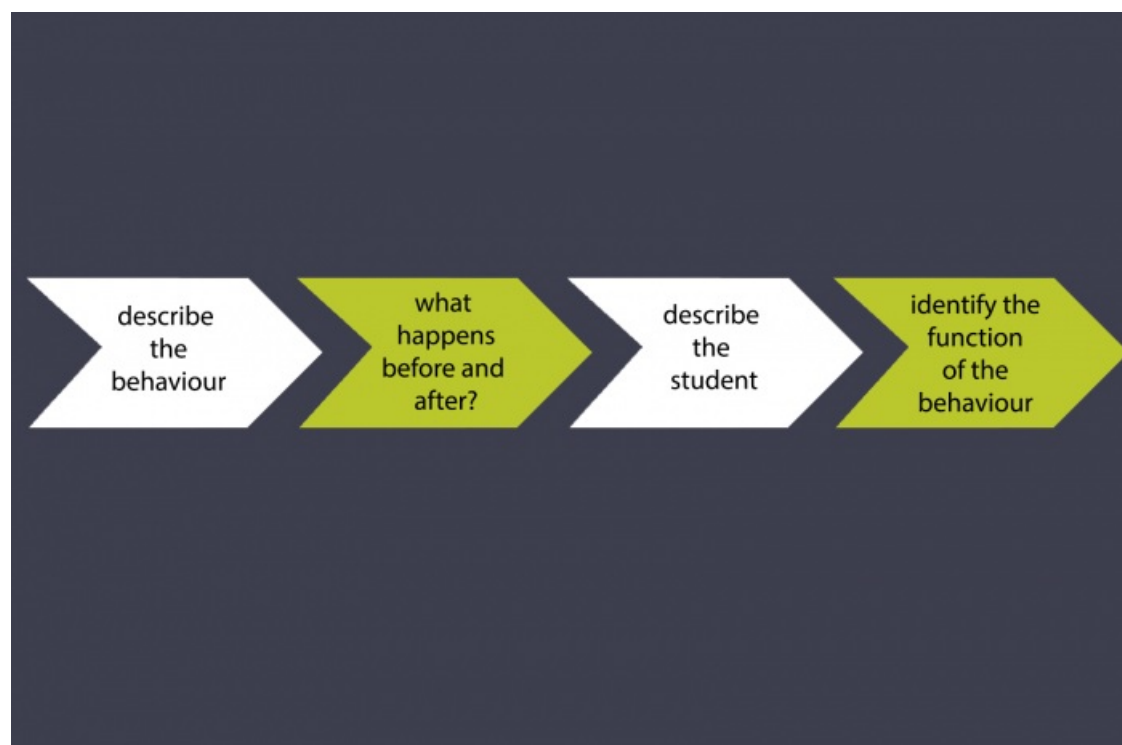 describe
the
behaviour
what
happens
before and
after?
describe
the
student
identify the
function
of the
behaviour